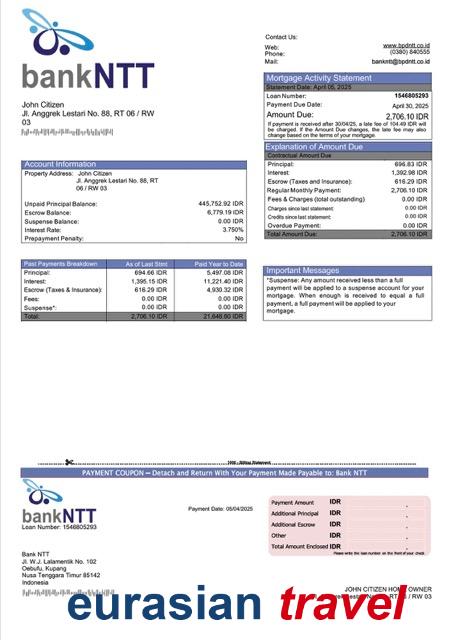 bankNTT
Contact Us:
Web: www.bpdntt.co.id
Phone: (0380) 840555
Mail: bankntt@bpdntt.co.id
John Citizen
Jl. Anggrek Lestari No. 88, RT 06 / RW
03
Mortgage Activity Statement
Statement Date: April 05, 2025
Loan Number: 1546805293
Payment Due Date: April 30, 2025
Amount Due: 2,706.10 IDR
If payment is received after 30/04/25, a late fee of 104.49 IDR will
be charged. If the Amount Due changes, the late fee may also
change based on the terms of your mortgage.
Explanation of Amount Due
Contractual Amount Due
Principal: 696.83 IDR
Interest: 1,392.98 IDR
Escrow (Taxes and Insurance): 616.29 IDR
Regular Monthly Payment: 2,706.10 IDR
Fees & Charges (total outstanding) 0.00 IDR
Charges since last statement: 0.00 IDR
Credits since last statement: 0.00 IDR
Overdue Payment: 0.00 IDR
Total Amount Due: 2,706.10 IDR
Account Information
Property Address: John Citizen
Jl. Anggrek Lestari No. 88, RT
06 / RW 03
Unpaid Principal Balance: 445,752.92 IDR
Escrow Balance: 6,779.19 IDR
Suspense Balance: 0.00 IDR
Interest Rate: 3.750%
Prepayment Penalty: No
Past Payments Breakdown As of Last Stmt Paid Year to Date
Principal: 694.66 IDR 5,497.08 IDR
Interest: 1,395.15 IDR 11,221.40 IDR
Escrow (Taxes & Insurance): 616.29 IDR 4,930.32 IDR
Fees: 0.00 IDR 0.00 IDR
Suspense*: 0.00 IDR 0.00 IDR
Total: 2,706.10 IDR 21,648.80 IDR
Important Messages
*Suspense: Any amount received less than a full
payment will be applied to a suspense account for your
mortgage. When enough is received to equal a full
payment, a full payment will be applied to your
mortgage.
PAYMENT COUPON – Detach and Return With Your Payment Made Payable to: Bank NTT
bankNTT
Loan Number: 1546805293
Payment Date: 05/04/2025
Payment Amount IDR
Additional Principal IDR
Additional Escrow IDR
Other IDR
Total Amount Enclosed IDR
Please write the loan number on the front of your check.
Bank NTT
Jl. W.J. Lalamentik No. 102
Oebufu, Kupang
Nusa Tenggara Timur 85142
Indonesia
JOHN CITIZEN HOME OWNER
eurasian travel